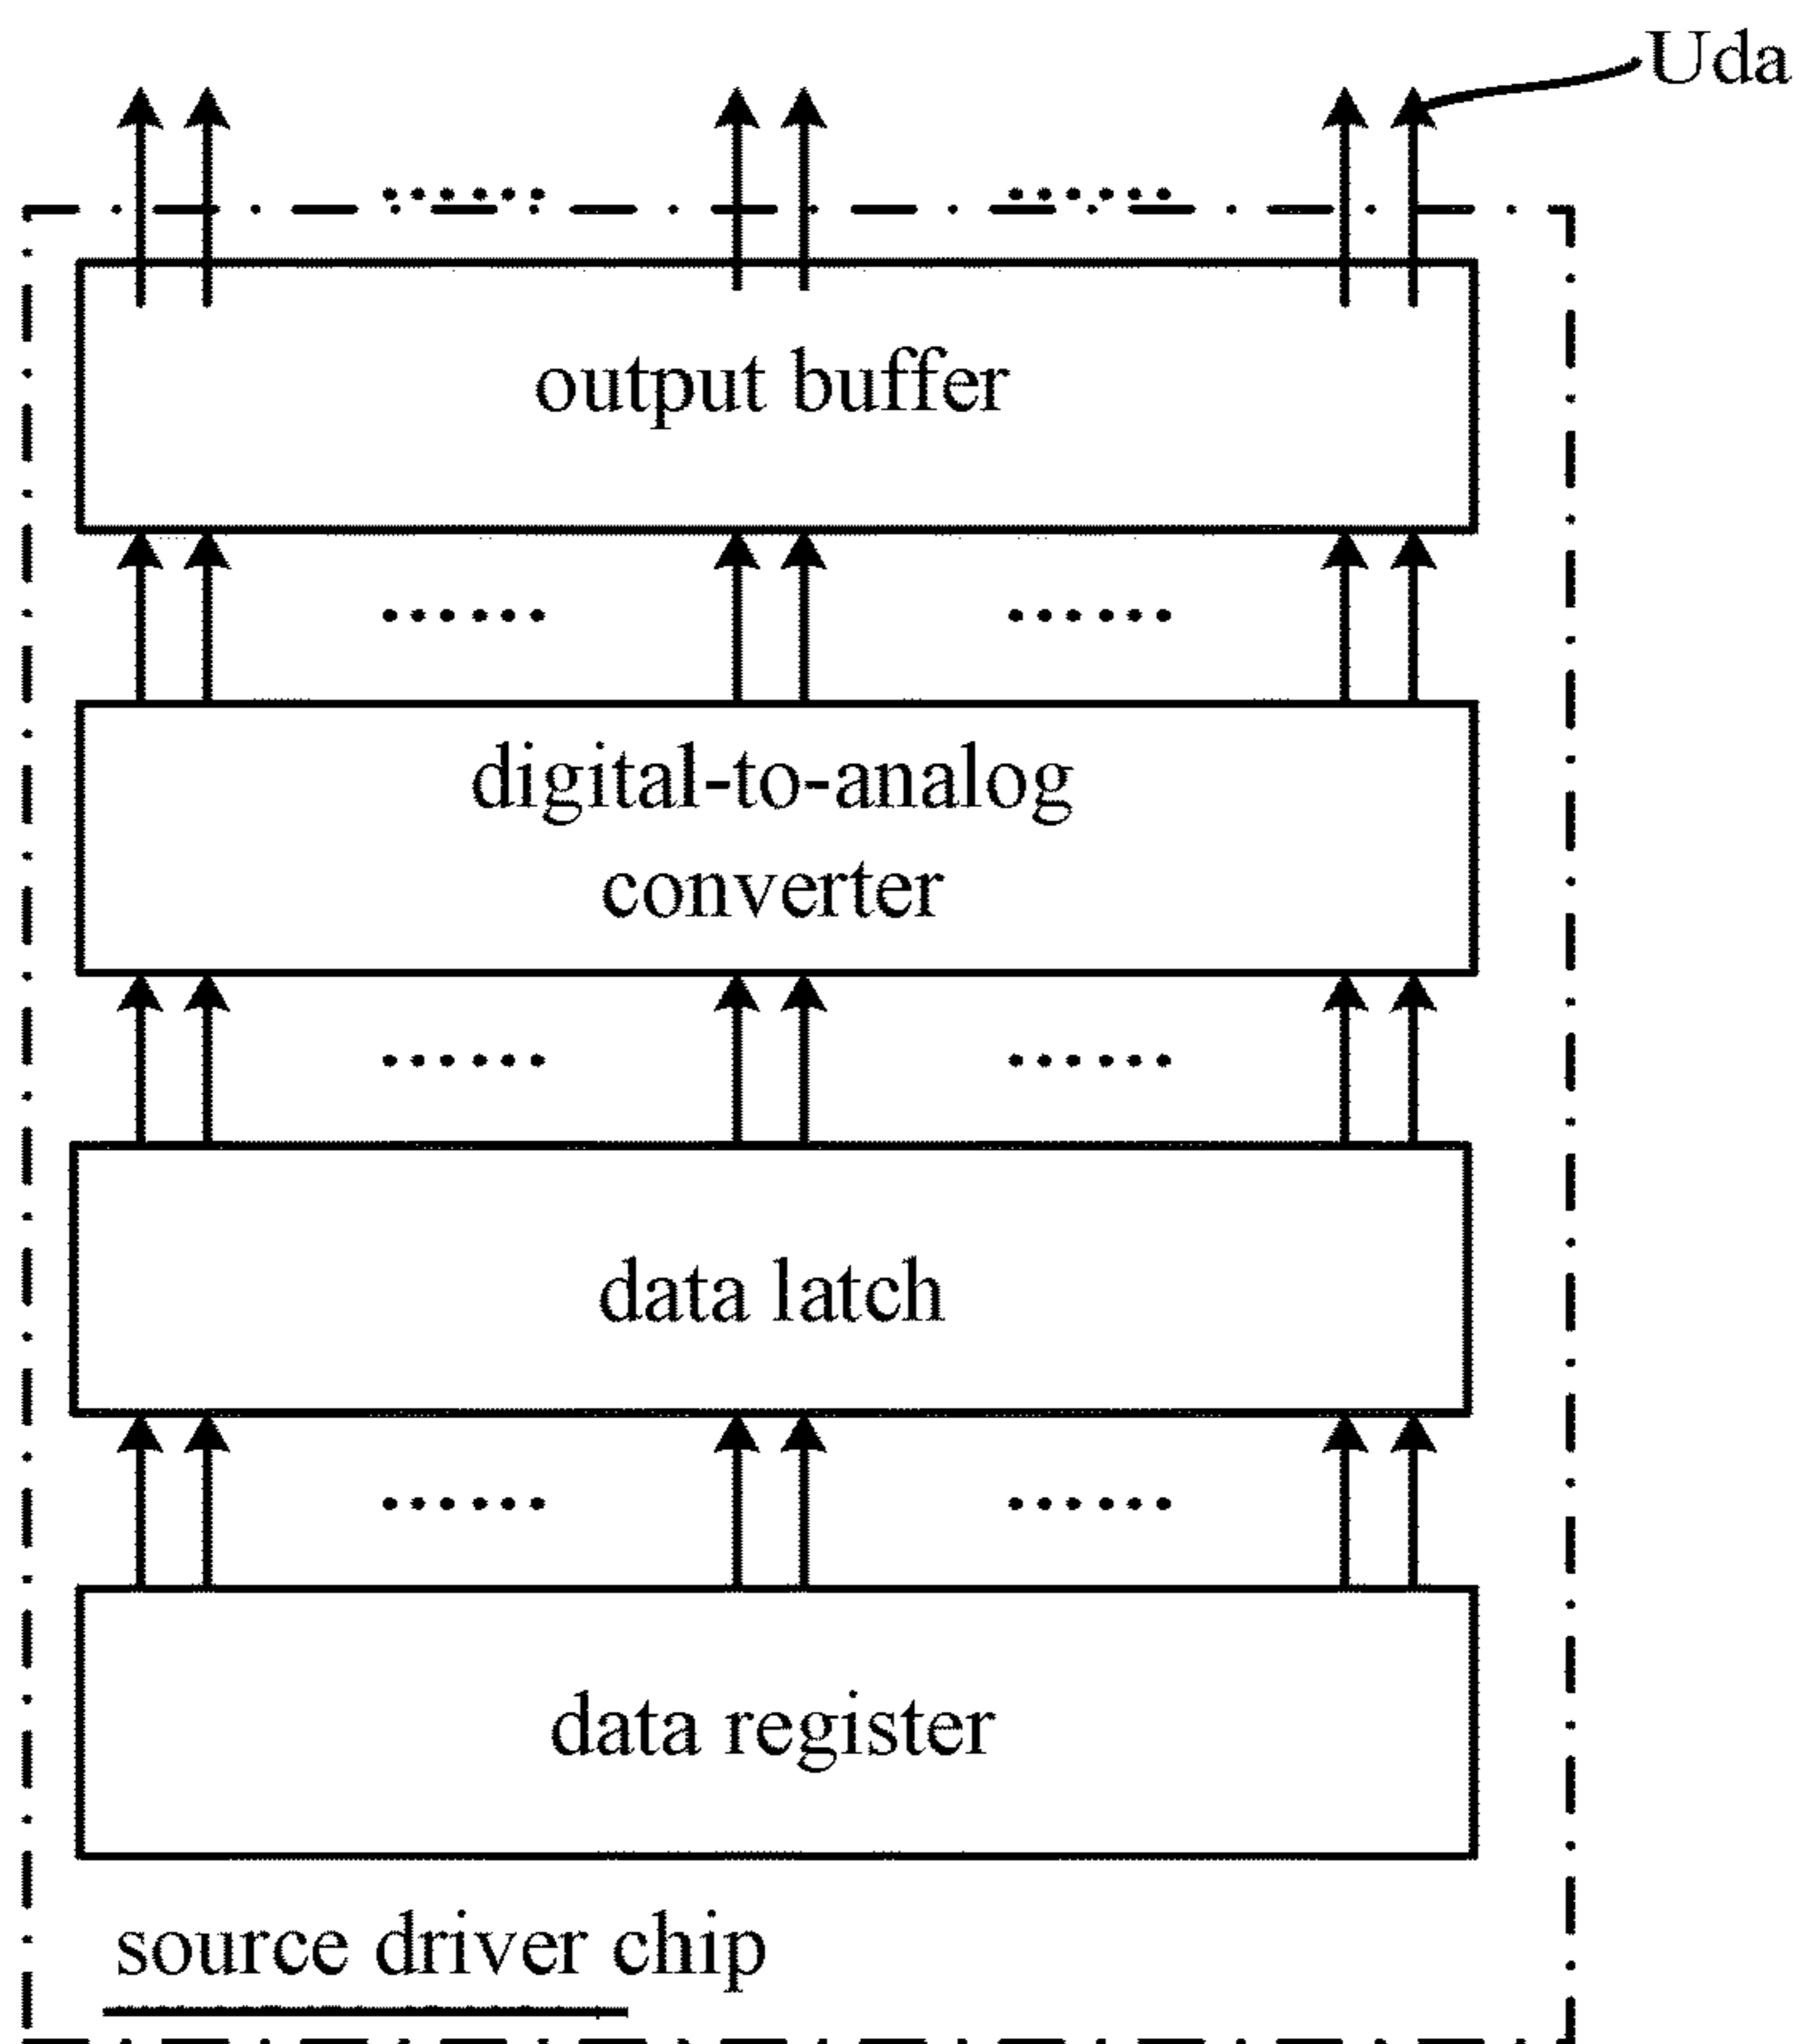 Uda
output buffer
digital-to-analog
converter
data latch
data register
source driver chip